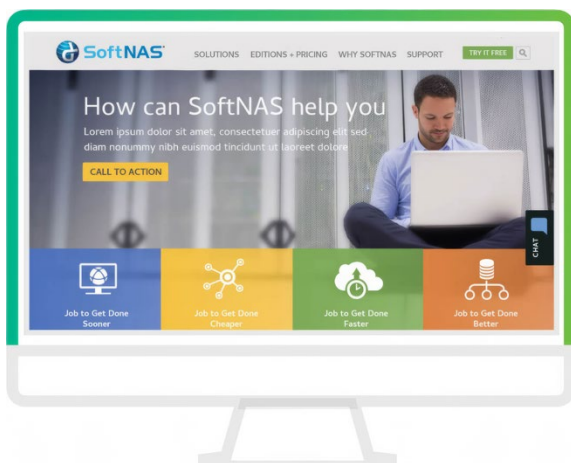 SoftNAS
SOLUTIONS EDITIONS + PRICING WHY SOFTNAS SUPPORT TRY IT FREE
How can SoftNAS help you
Lorem ipsum dolor sit amet, consectetuer adipiscing elit sed
diam nonummy nibh euismod tincidunt ut laoreet dolore
CALL TO ACTION
CHAT
Job to Get Done
Sooner
Job to Get Done
Cheaper
Job to Get Done
Faster
Job to Get Done
Better